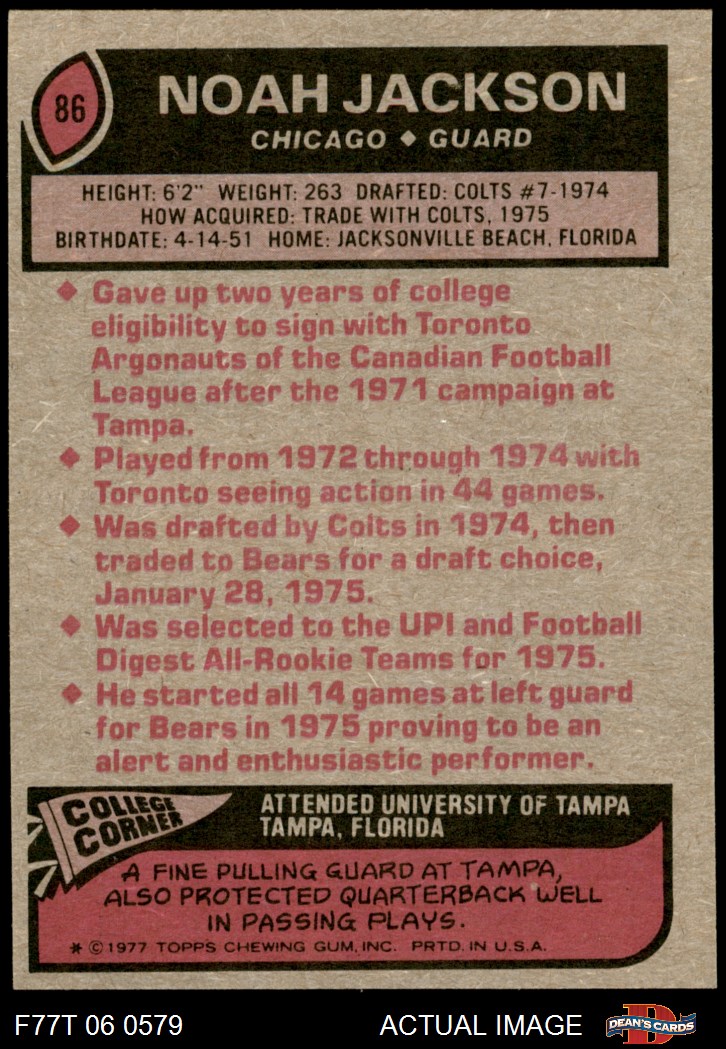 86
NOAH JACKSON
CHICAGO ◆ GUARD
HEIGHT: 6'2" WEIGHT: 263 DRAFTED: COLTS #7-1974
HOW ACQUIRED: TRADE WITH COLTS, 1975
BIRTHDATE: 4-14-51 HOME: JACKSONVILLE BEACH, FLORIDA
◆ Gave up two years of college
eligibility to sign with Toronto
Argonauts of the Canadian Football
League after the 1971 campaign at
Tampa.
◆ Played from 1972 through 1974 with
Toronto seeing action in 44 games.
◆ Was drafted by Colts in 1974, then
traded to Bears for a draft choice,
January 28, 1975.
◆ Was selected to the UPI and Football
Digest All-Rookie Teams for 1975.
◆ He started all 14 games at left guard
for Bears in 1975 proving to be an
alert and enthusiastic performer.
COLLEGE
CORNER
ATTENDED UNIVERSITY OF TAMPA
TAMPA, FLORIDA
A FINE PULLING GUARD AT TAMPA,
ALSO PROTECTED QUARTERBACK WELL
IN PASSING PLAYS.
* © 1977 TOPPS CHEWING GUM, INC. PRTD. IN U.S.A.
F77T 06 0579
ACTUAL IMAGE
D
DEAN'S CARDS